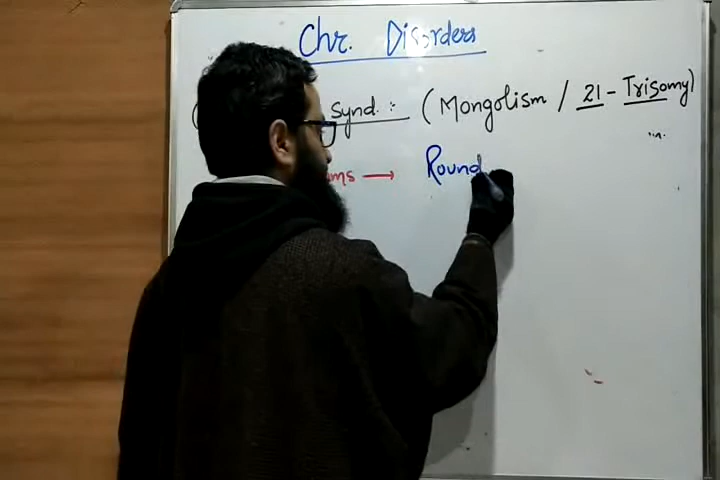 Chr. Disorders
( synd.:- (Mongolism / 21 - Trisomy)
ms → Round